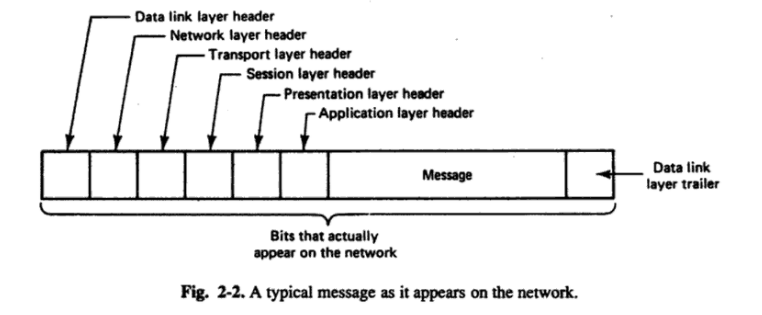 Data link layer header
Network layer header
Transport layer header
Session layer header
Presentation layer header
Application layer header
Message
Data link
layer trailer
Bits that actually
appear on the network
Fig. 2-2. A typical message as it appears on the network.